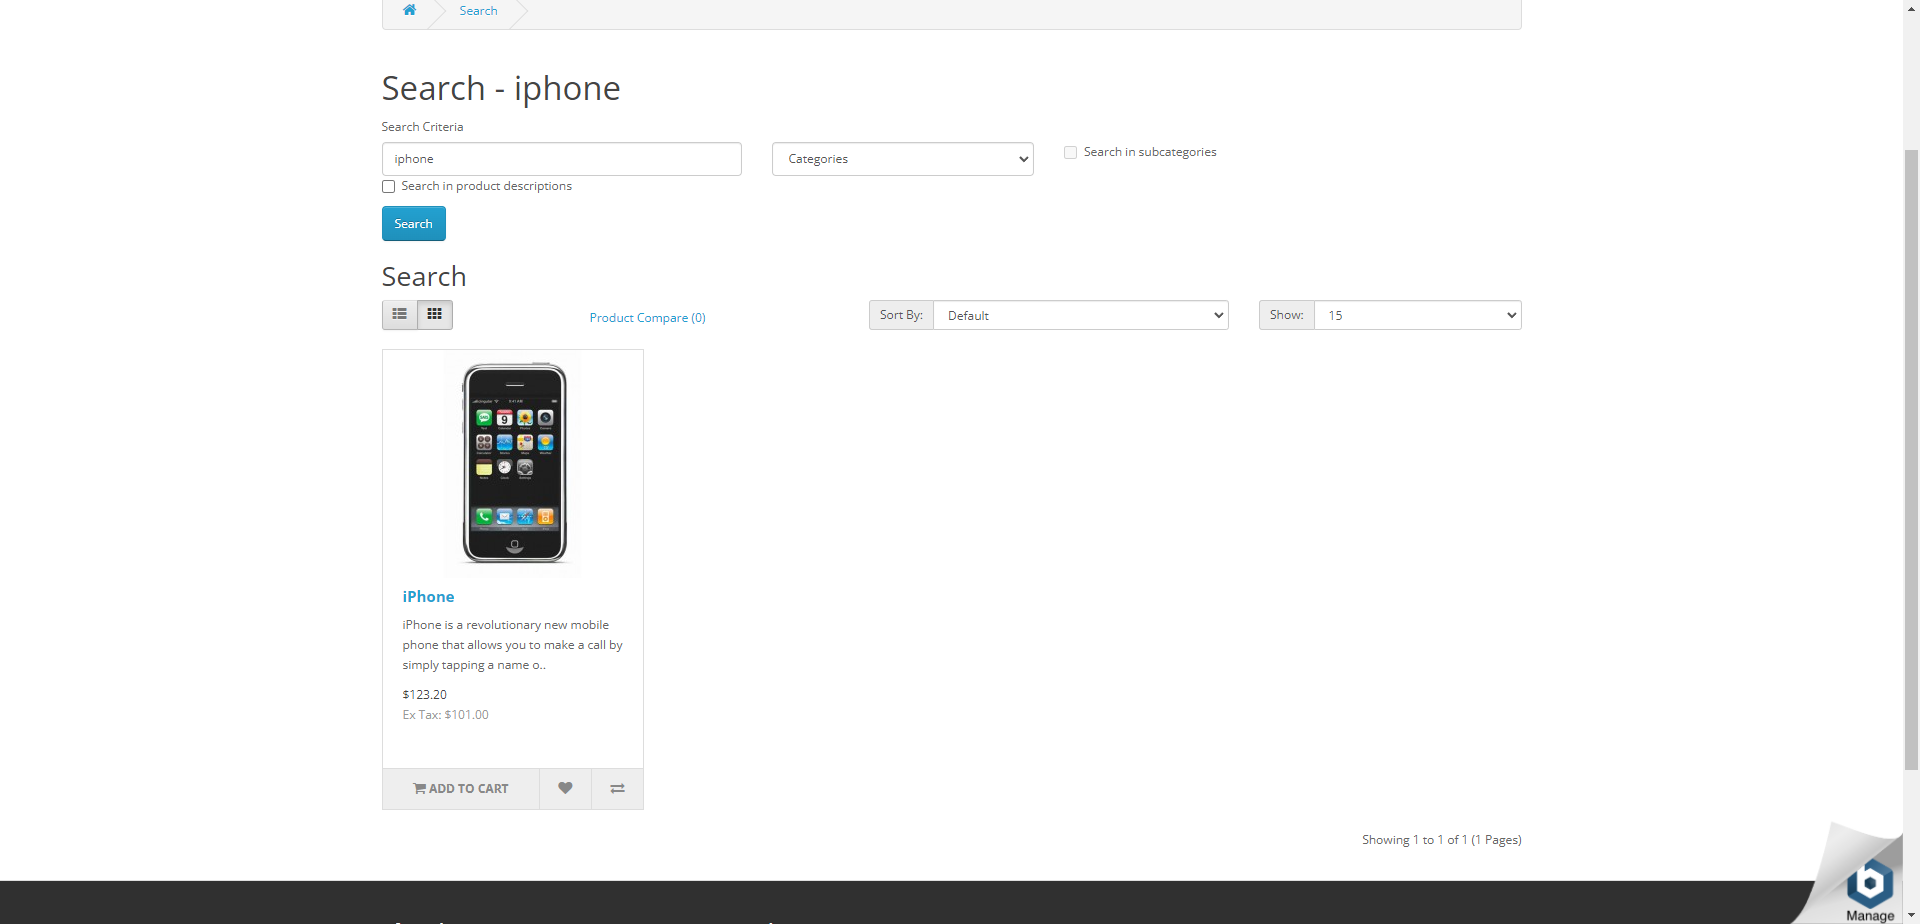 Search
Search - iphone
Search Criteria
iphone
Categories
Search in subcategories
Search in product descriptions
Search
Search
Product Compare (0)
Sort By:
Default
Show:
15
iPhone
iPhone is a revolutionary new mobile
phone that allows you to make a call by
simply tapping a name o..
$123.20
Ex Tax: $101.00
ADD TO CART
Showing 1 to 1 of 1 (1 Pages)
Manage